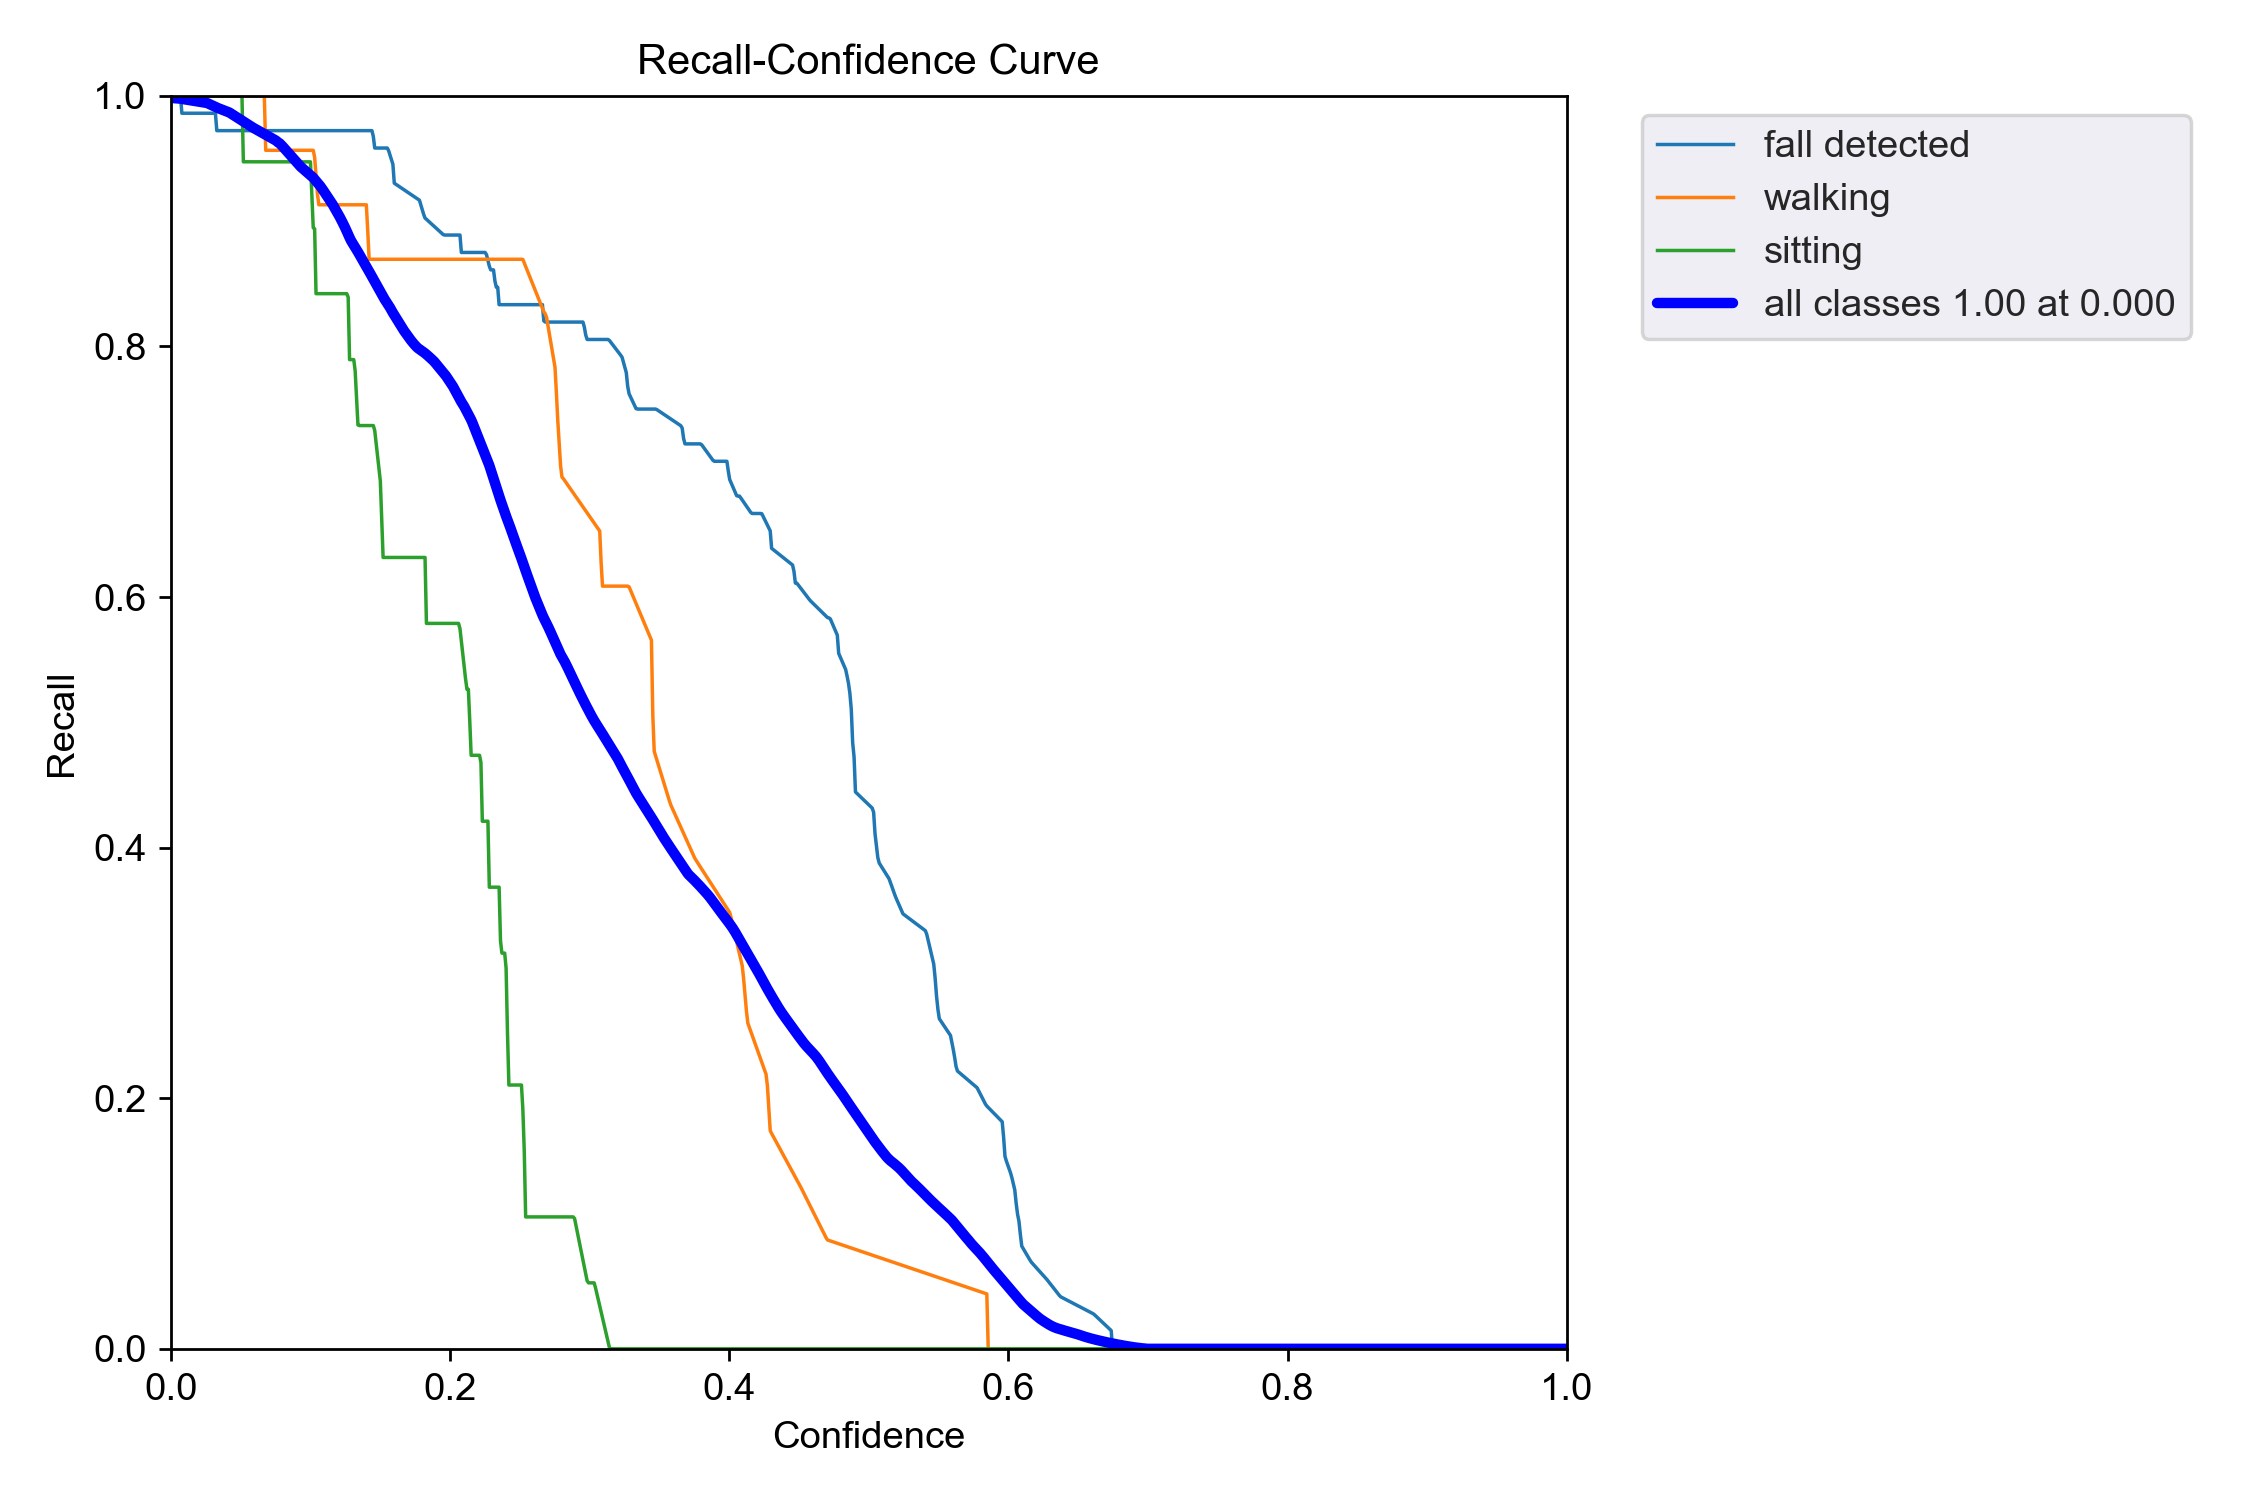 Recall-Confidence Curve
1.0
0.8
0.6
0.4
0.2
0.0
Recall
0.0 0.2 0.4 0.6 0.8 1.0
Confidence
fall detected
walking
sitting
all classes 1.00 at 0.000